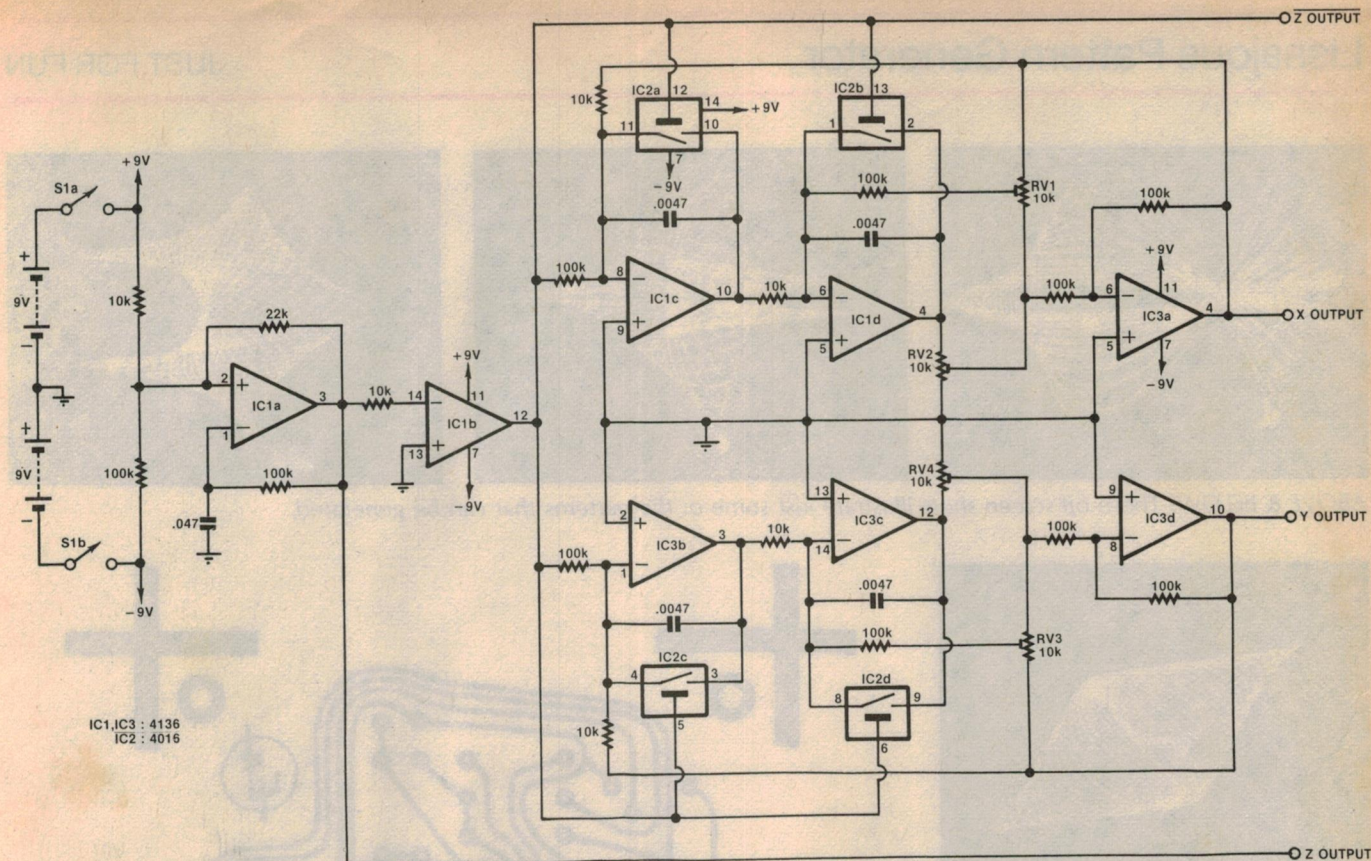 Z OUTPUT
IC2a
12
14
+9V
10k
11
10
7
-9V
IC2b
13
1
2
+9V
S1a
100k
RV1
10k
100k
.0047
.0047
+
9V
-
10k
+9V
11
100k
8
-
IC1c
10
10k
6
-
IC1d
4
100k
6
-
IC3a
4
X OUTPUT
+
9
+
5
+
5
7
-9V
22k
RV2
10k
+9V
2
+
IC1a
3
-
1
10k
14
-
11
IC1b
12
+
13
7
-9V
+
9V
-
100k
100k
.047
S1b
-9V
RV4
10k
2
+
IC3b
3
-
1
100k
10k
13
+
IC3c
12
-
14
100k
9
+
IC3d
10
-
8
Y OUTPUT
100k
.0047
.0047
100k
RV3
10k
IC2c
4
3
5
10k
IC2d
8
9
6
IC1,IC3 : 4136
IC2 : 4016
Z OUTPUT